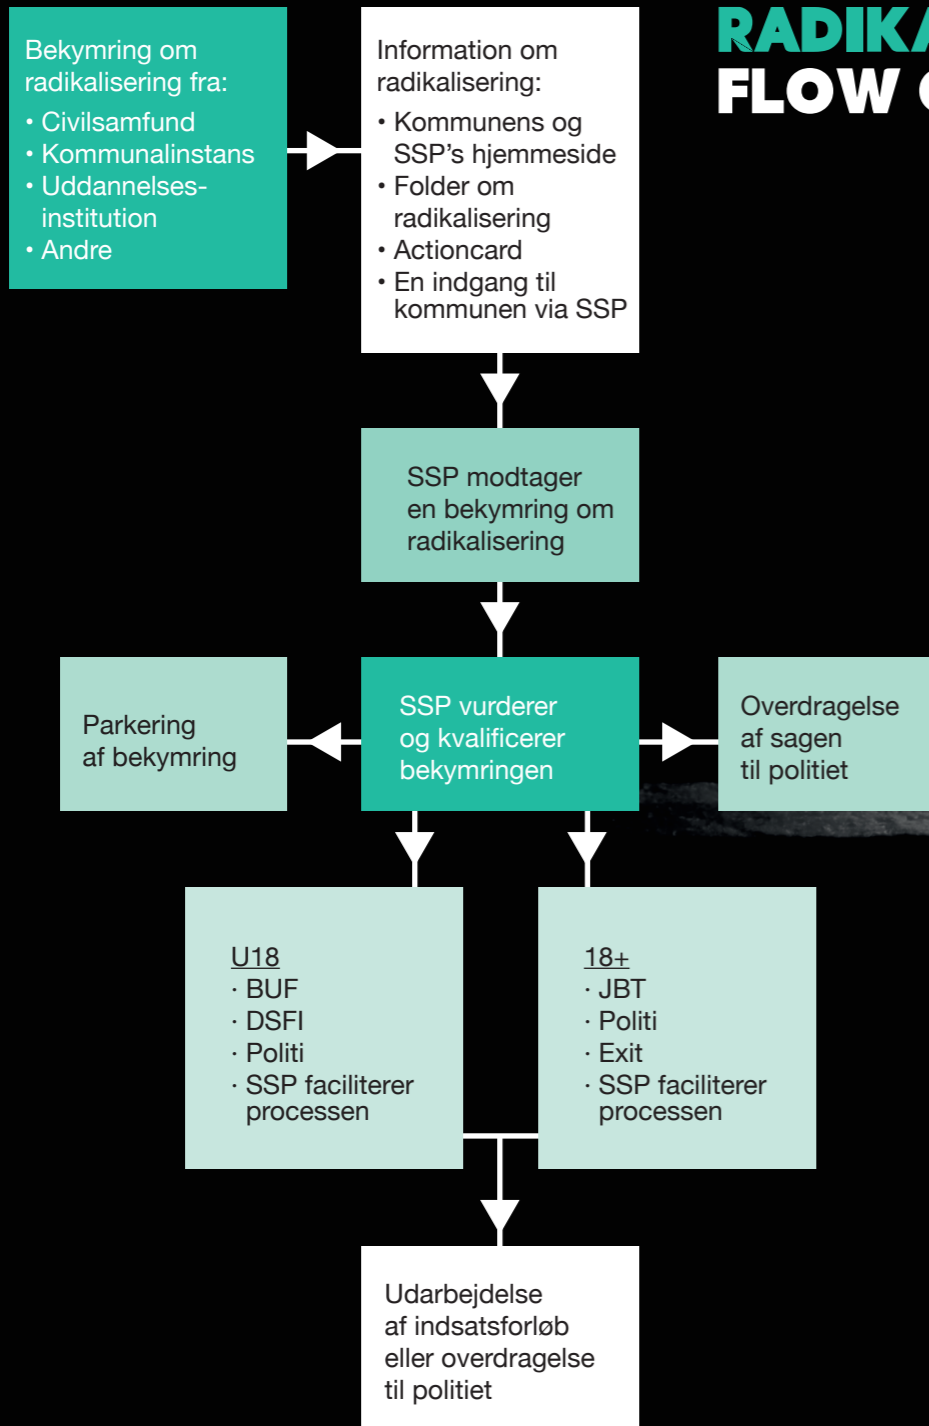 RADIKA
FLOW
Bekymring om
radikalisering fra:
• Civilsamfund
• Kommunalinstans
• Uddannelses-
institution
• Andre
Information om
radikalisering:
• Kommunens og
SSP's hjemmeside
• Folder om
radikalisering
• Actioncard
• En indgang til
kommunen via SSP
SSP modtager
en bekymring om
radikalisering
Parkering
af bekymring
SSP vurderer
og kvalificerer
bekymringen
Overdragelse
af sagen
til politiet
U18
· BUF
· DSFI
· Politi
· SSP faciliterer
processen
18+
· JBT
· Politi
· Exit
· SSP faciliterer
processen
Udarbejdelse
af indsatsforløb
eller overdragelse
til politiet